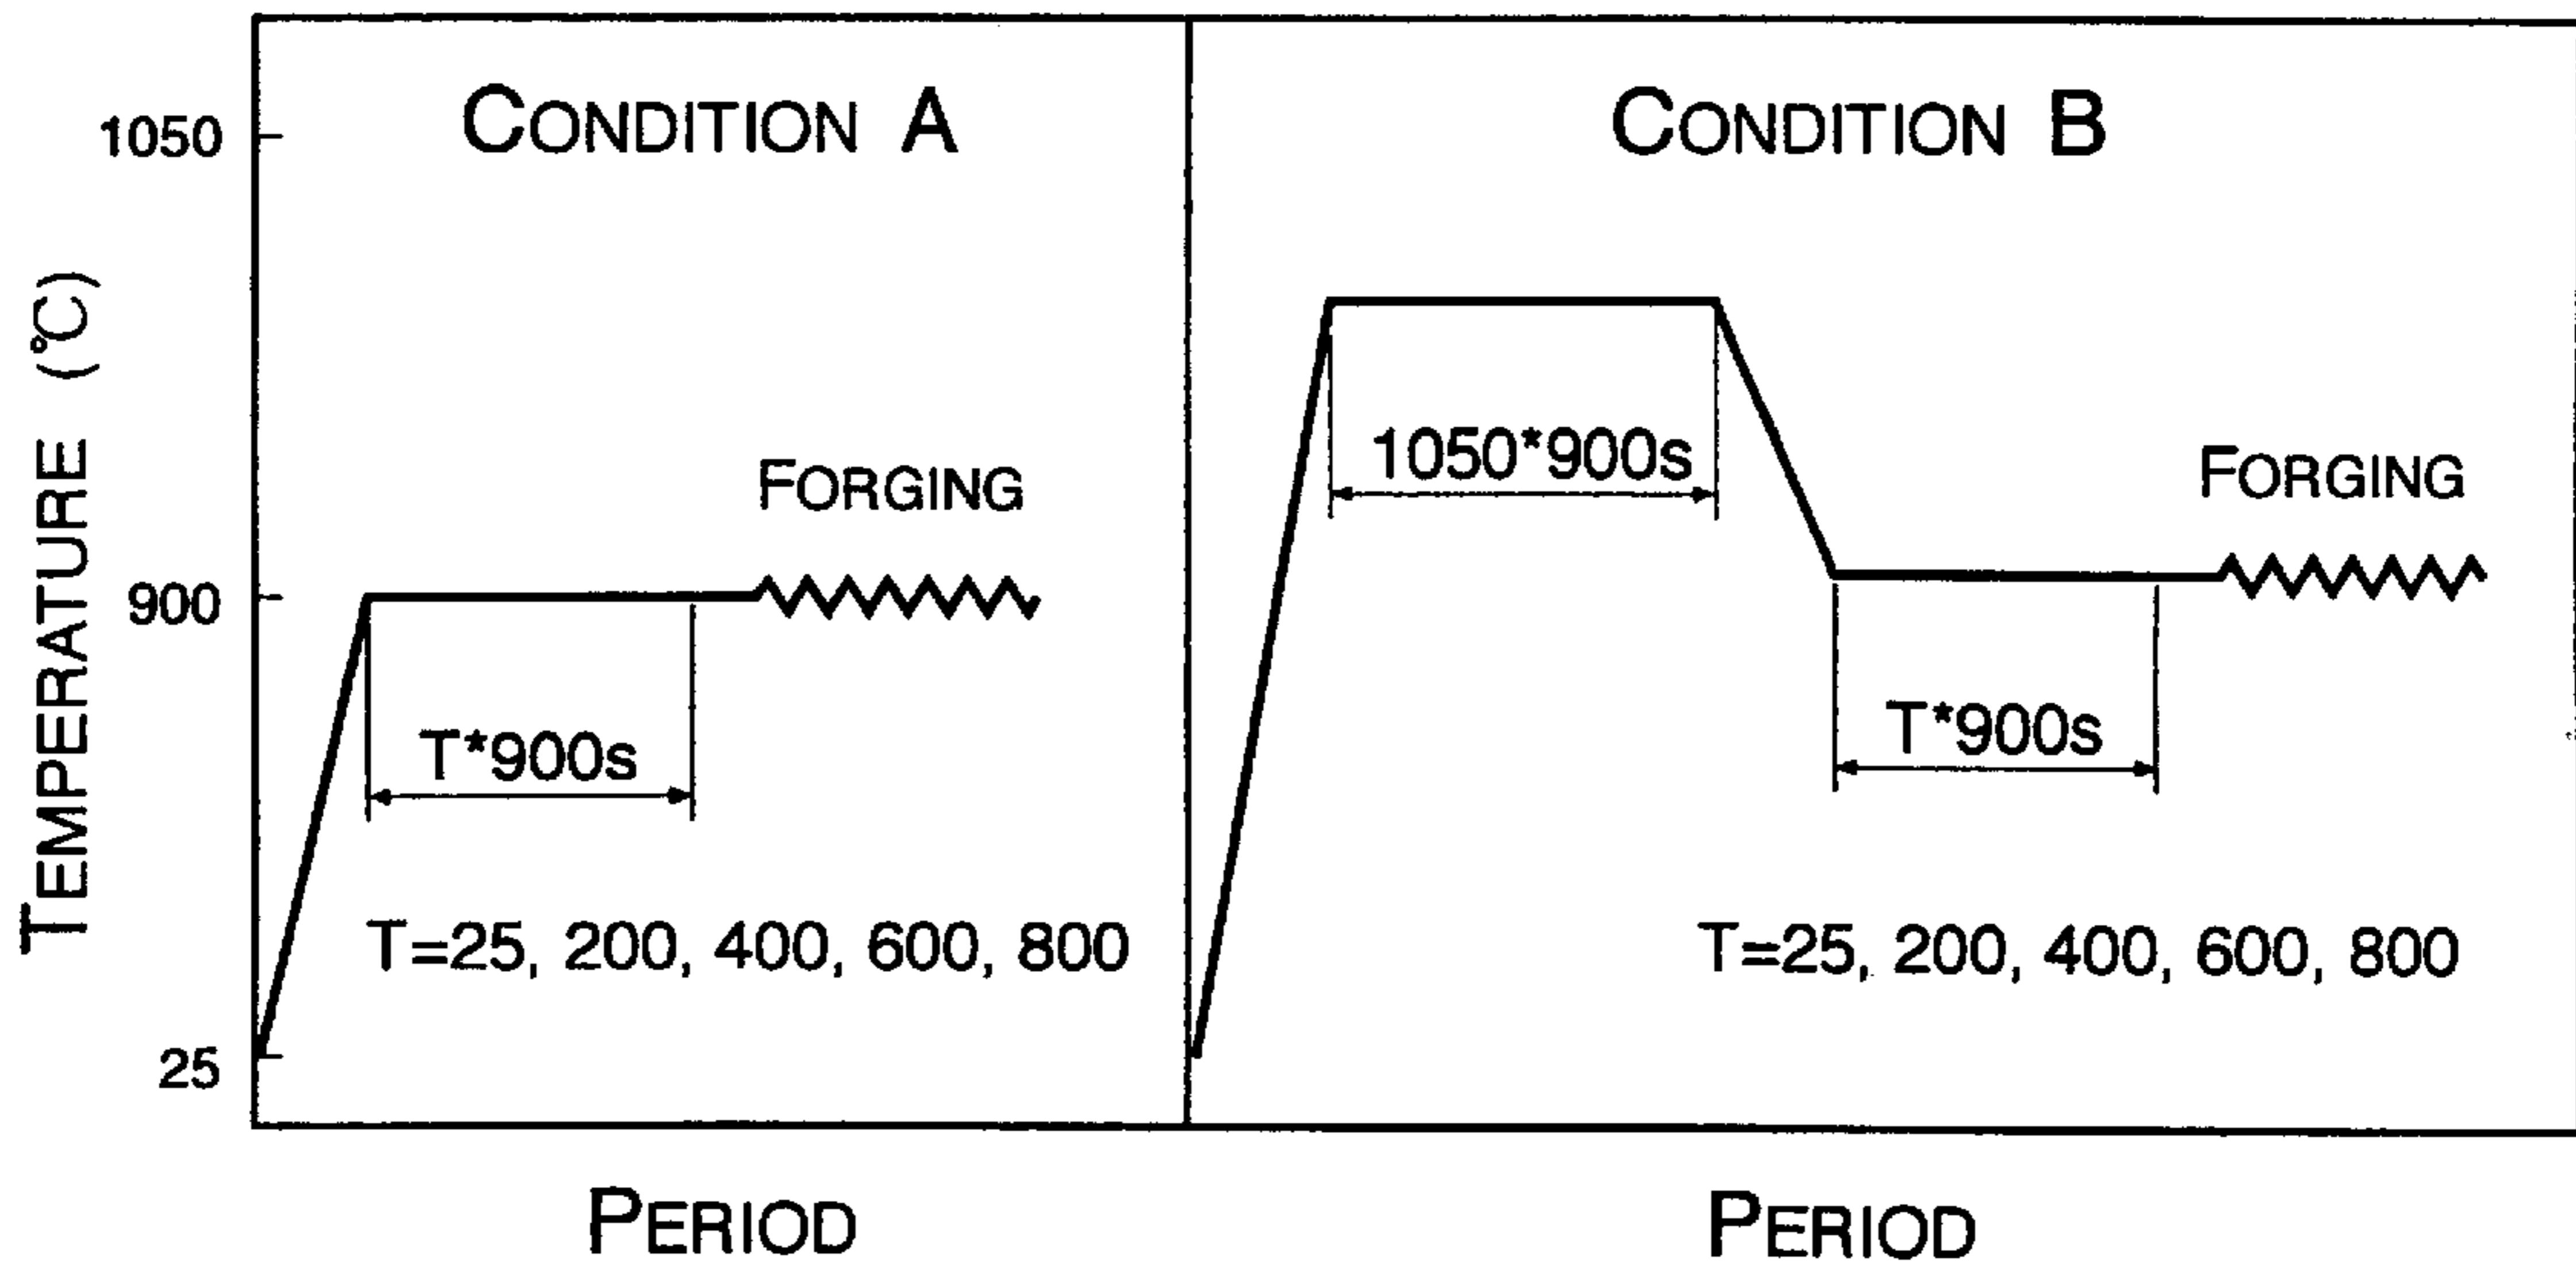 CONDITION A
CONDITION B
1050
900
25
TEMPERATURE (℃)
FORGING
T*900s
T=25, 200, 400, 600, 800
1050*900s
FORGING
T*900s
T=25, 200, 400, 600, 800
PERIOD
PERIOD